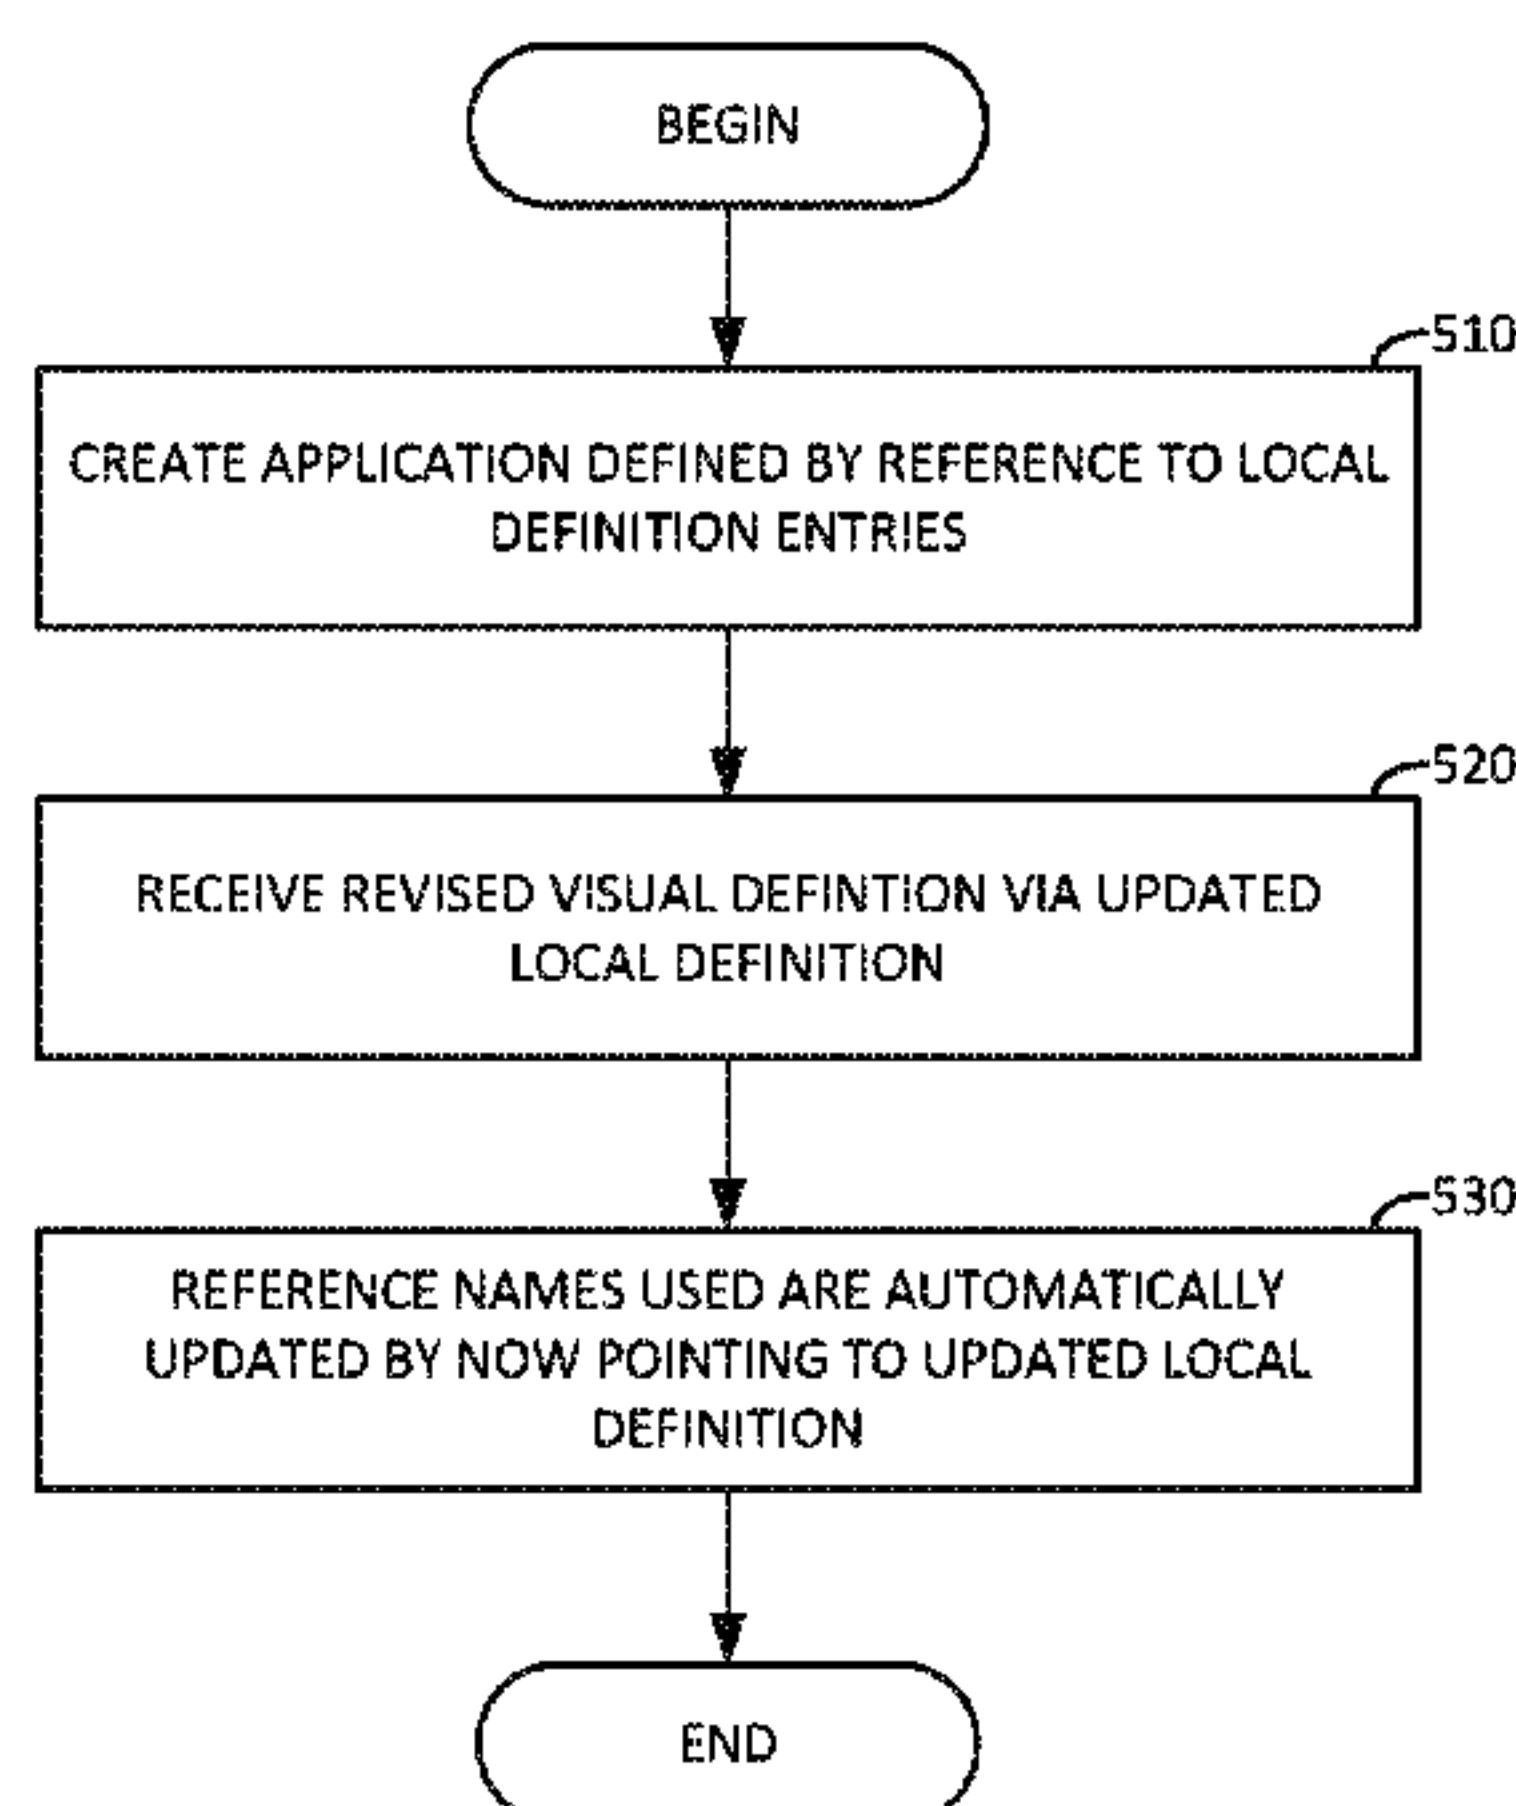 BEGIN
510
CREATE APPLICATION DEFINED BY REFERENCE TO LOCAL
DEFINITION ENTRIES
520
RECEIVE REVISED VISUAL DEFINTION VIA UPDATED
LOCAL DEFINITION
530
REFERENCE NAMES USED ARE AUTOMATICALLY
UPDATED BY NOW POINTING TO UPDATED LOCAL
DEFINITION
END